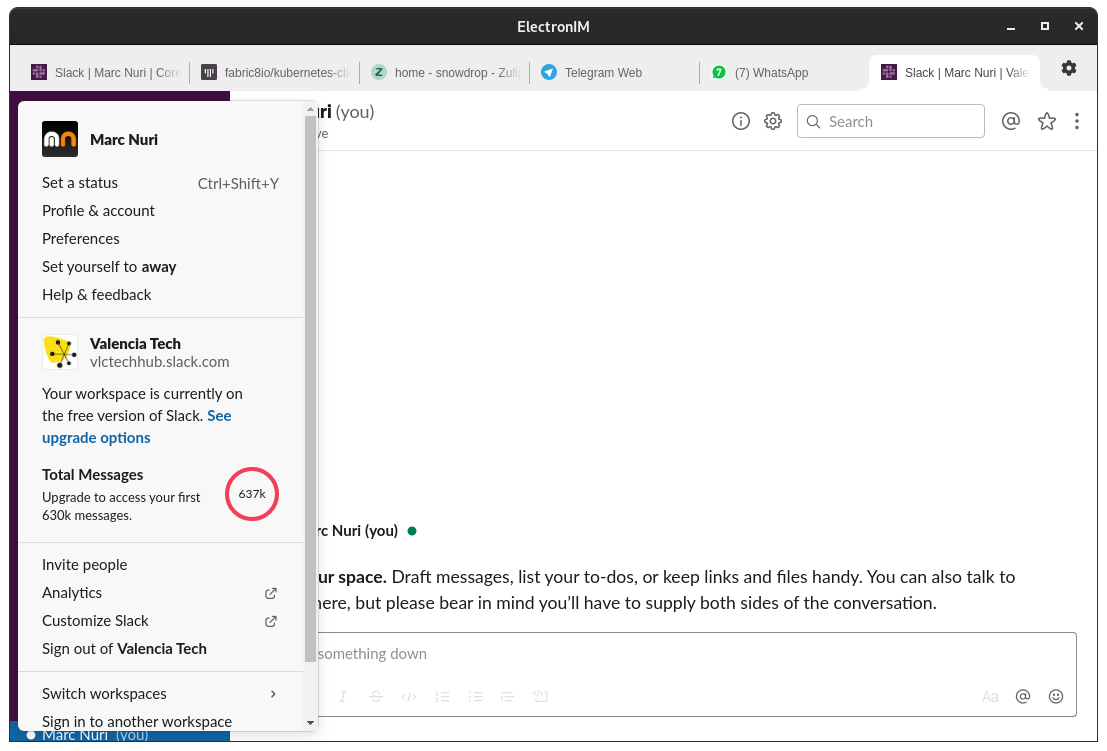 ElectronIM
Slack | Marc Nuri | Core
fabric8io/kubernetes-cli
home - snowdrop - Zuli
Telegram Web
(7) WhatsApp
Slack | Marc Nuri | Vale
uri (you)
ve
Search
Marc Nuri
Set a status Ctrl+Shift+Y
Profile & account
Preferences
Set yourself to away
Help & feedback
Valencia Tech
vlctechhub.slack.com
Your workspace is currently on
the free version of Slack. See
upgrade options
Total Messages
Upgrade to access your first
630k messages.
637k
Invite people
Analytics
Customize Slack
Sign out of Valencia Tech
Switch workspaces
Sign in to another workspace
Marc Nuri (you)
rc Nuri (you)
ur space. Draft messages, list your to-dos, or keep links and files handy. You can also talk to
here, but please bear in mind you’ll have to supply both sides of the conversation.
something down
Aa